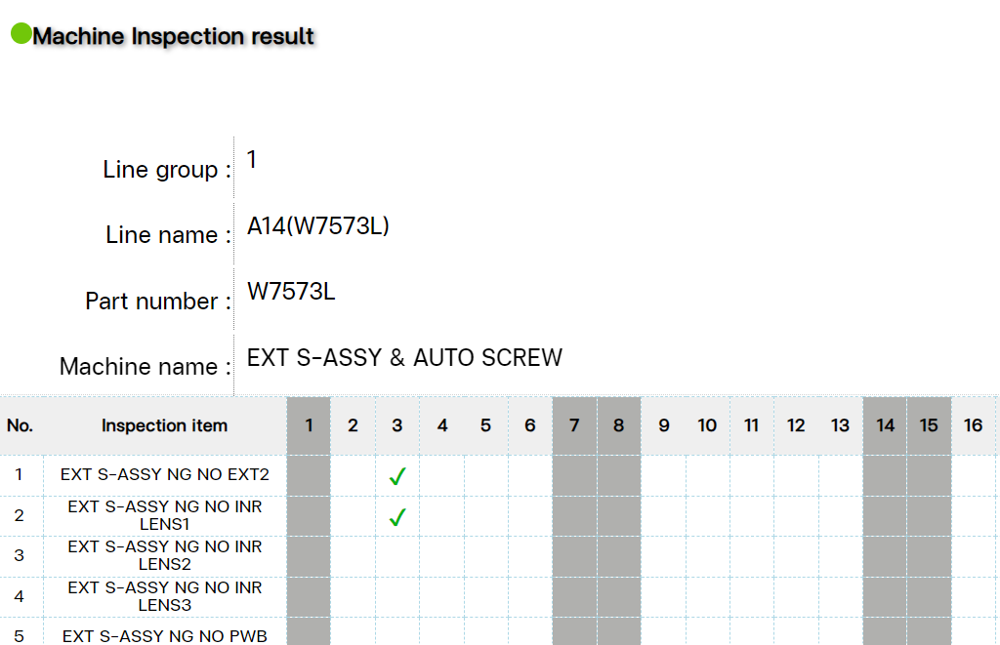 Machine Inspection result
Line group : 1
Line name : A14(W7573L)
Part number : W7573L
Machine name : EXT S-ASSY & AUTO SCREW
No. Inspection item 1 2 3 4 5 6 7 8 9 10 11 12 13 14 15 16
1 EXT S-ASSY NG NO EXT2 ✓
2 EXT S-ASSY NG NO INR
LENS1 ✓
3 EXT S-ASSY NG NO INR
LENS2
4 EXT S-ASSY NG NO INR
LENS3
5 EXT S-ASSY NG NO PWB